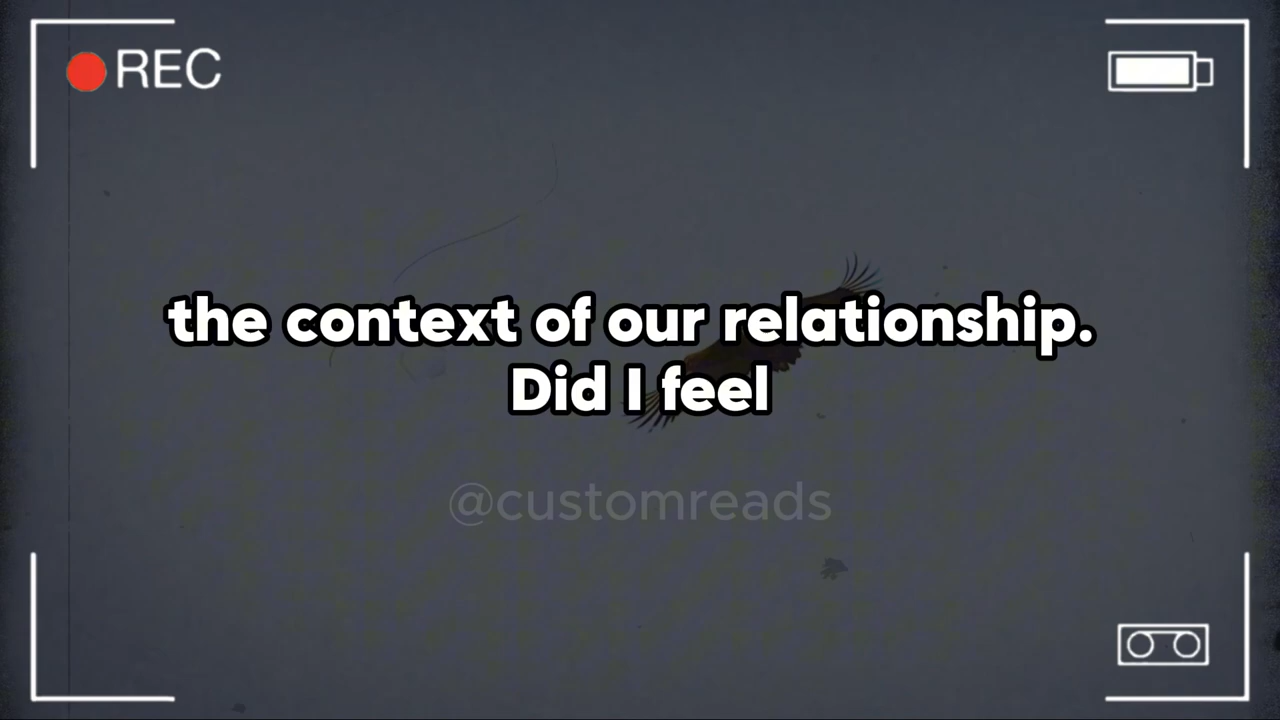 REC
the context of our relationship.
Did I feel
@customreads